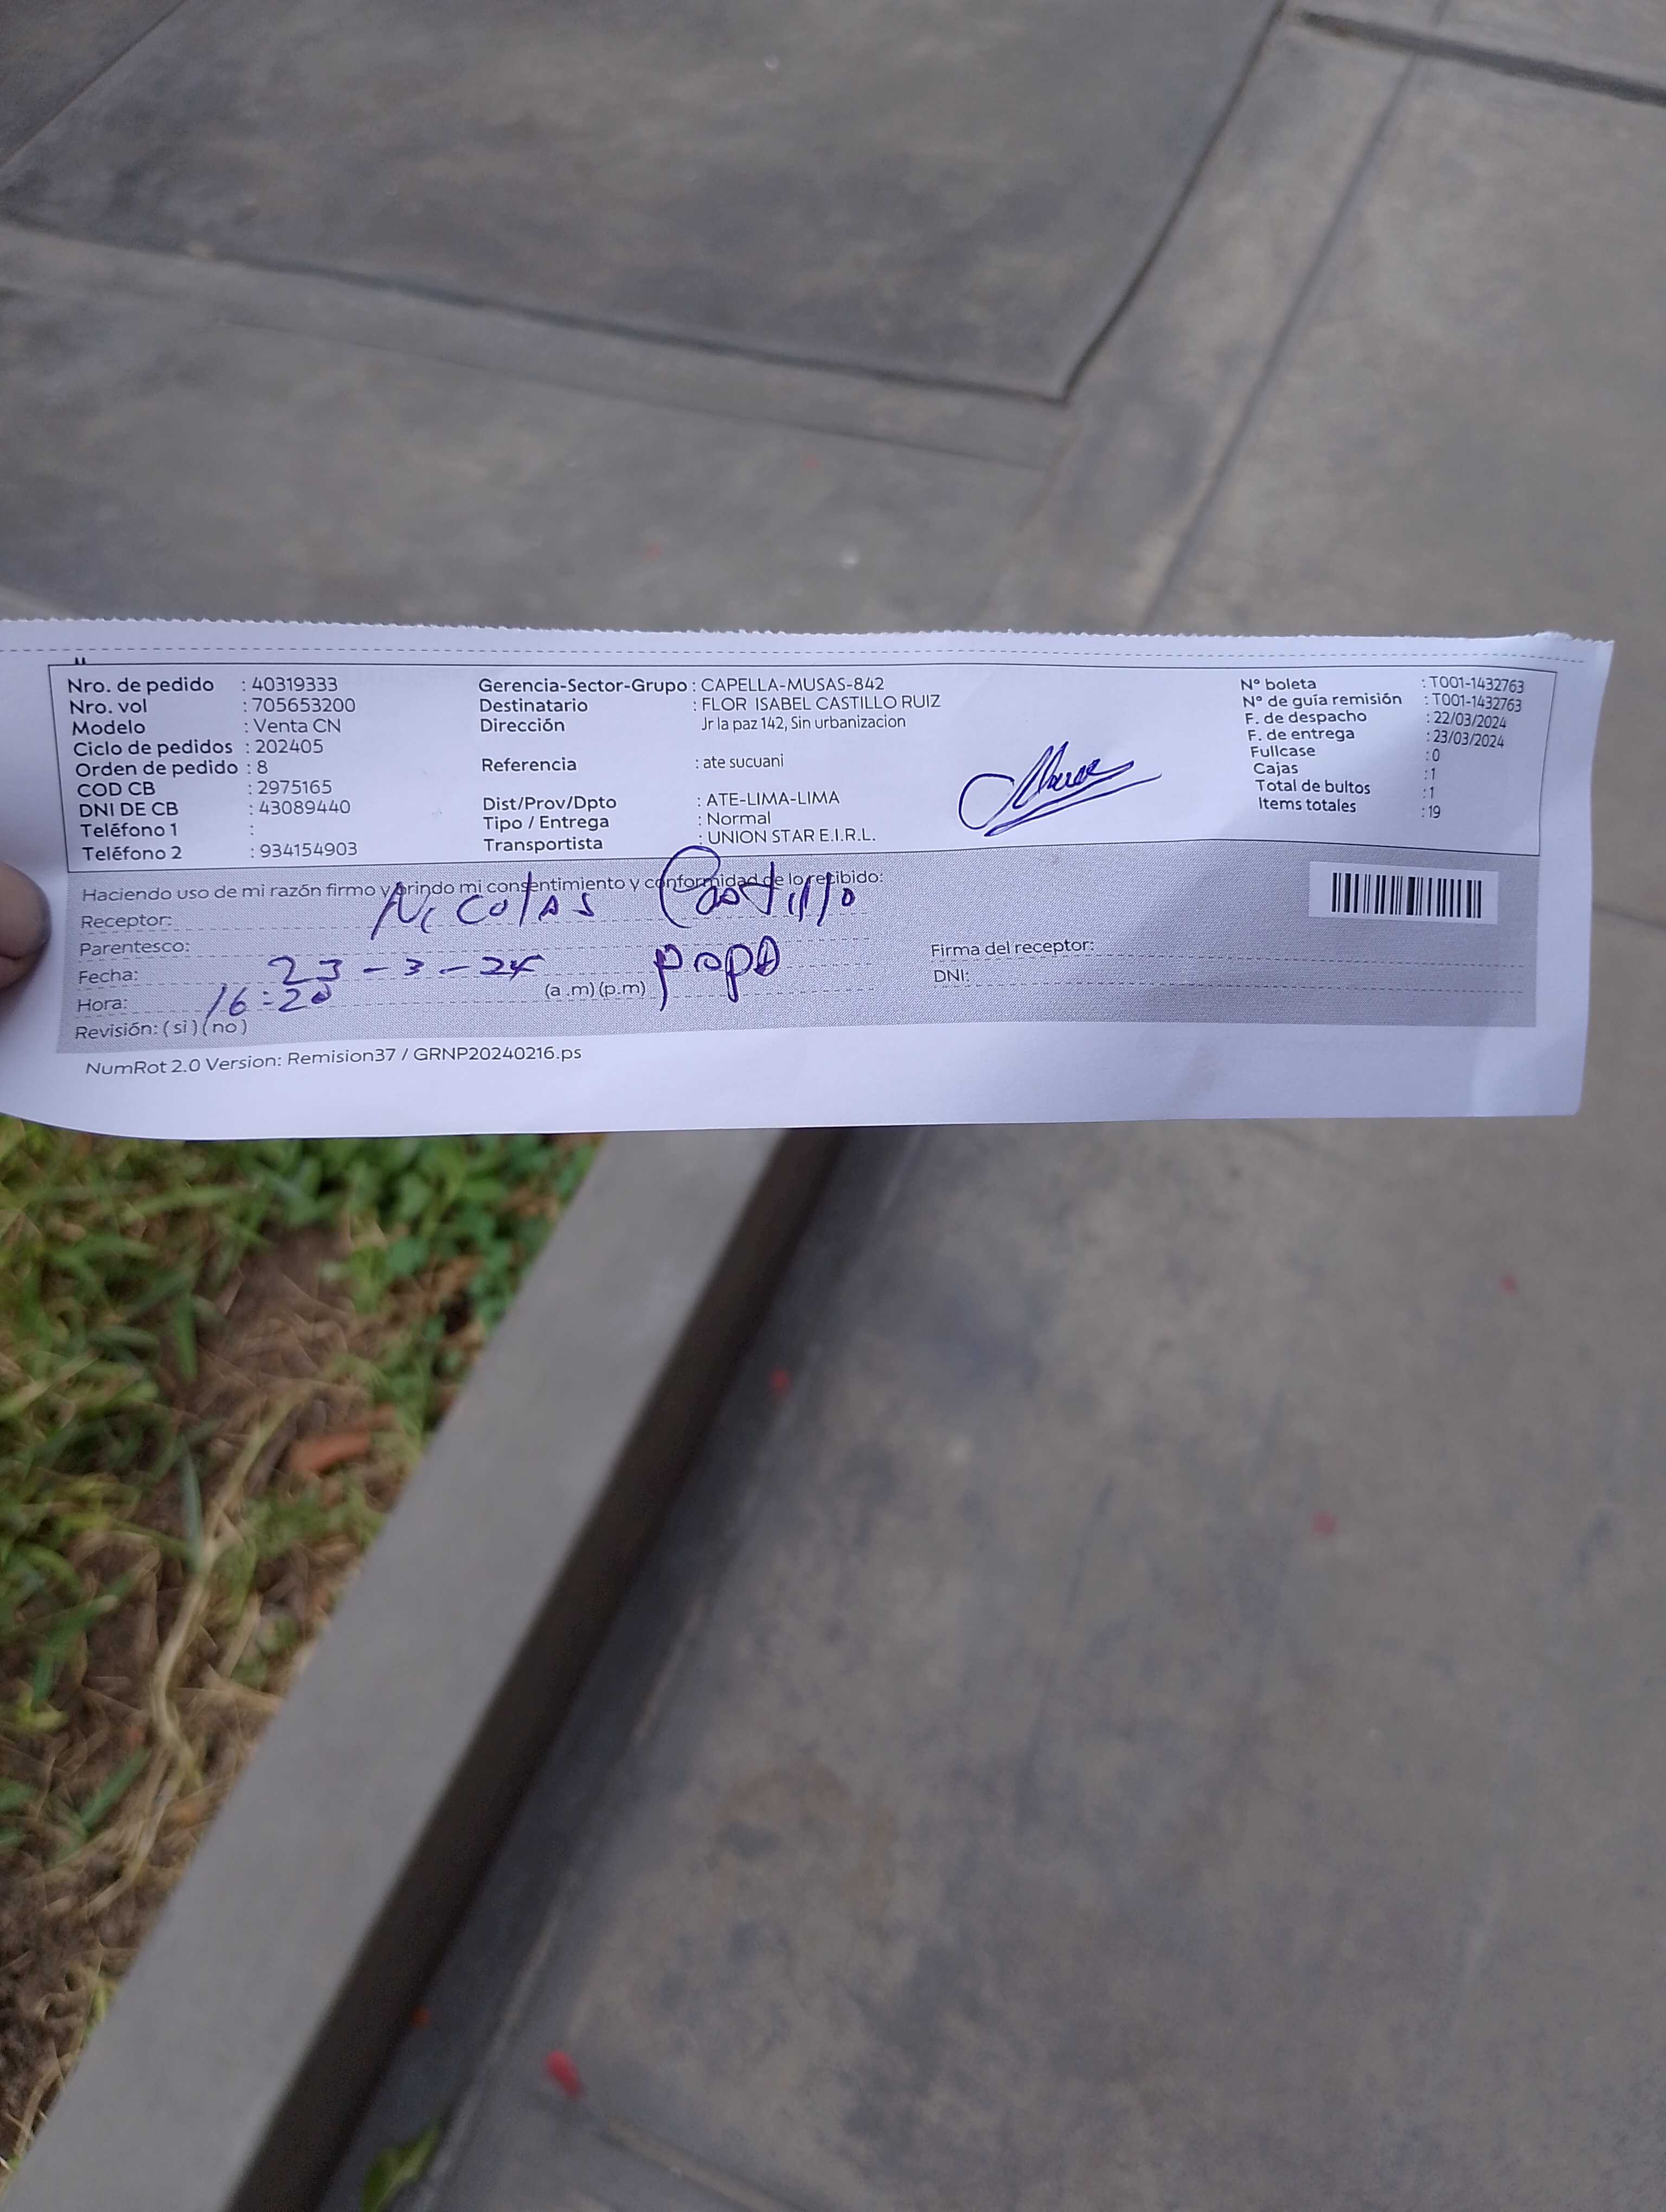 Nro. de pedido : 40319333
Nro. vol : 705653200
Modelo : Venta CN
Ciclo de pedidos : 202405
Orden de pedido : 8
COD CB : 2975165
DNI DE CB : 43089440
Teléfono 1 :
Teléfono 2 : 934154903
Gerencia-Sector-Grupo : CAPELLA-MUSAS-842
Destinatario : FLOR ISABEL CASTILLO RUIZ
Dirección Jr la paz 142, Sin urbanizacion
Referencia : ate sucuani
Dist/Prov/Dpto : ATE-LIMA-LIMA
Tipo / Entrega : Normal
Transportista : UNION STAR E.I.R.L.
N° boleta : T001-1432763
N° de guía remisión : T001-1432763
F. de despacho : 22/03/2024
F. de entrega : 23/03/2024
Fullcase : 0
Cajas : 1
Total de bultos : 1
Items totales : 19
Haciendo uso de mi razón firmo y brindo mi consentimiento y conformidad de lo recibido:
Receptor: Nicolas Castillo
Parentesco: papa
Fecha: 23-3-24
Hora: 16:20 (a .m) (p.m)
Revisión: ( si ) ( no )
Firma del receptor:
DNI:
NumRot 2.0 Version: Remision37 / GRNP20240216.ps